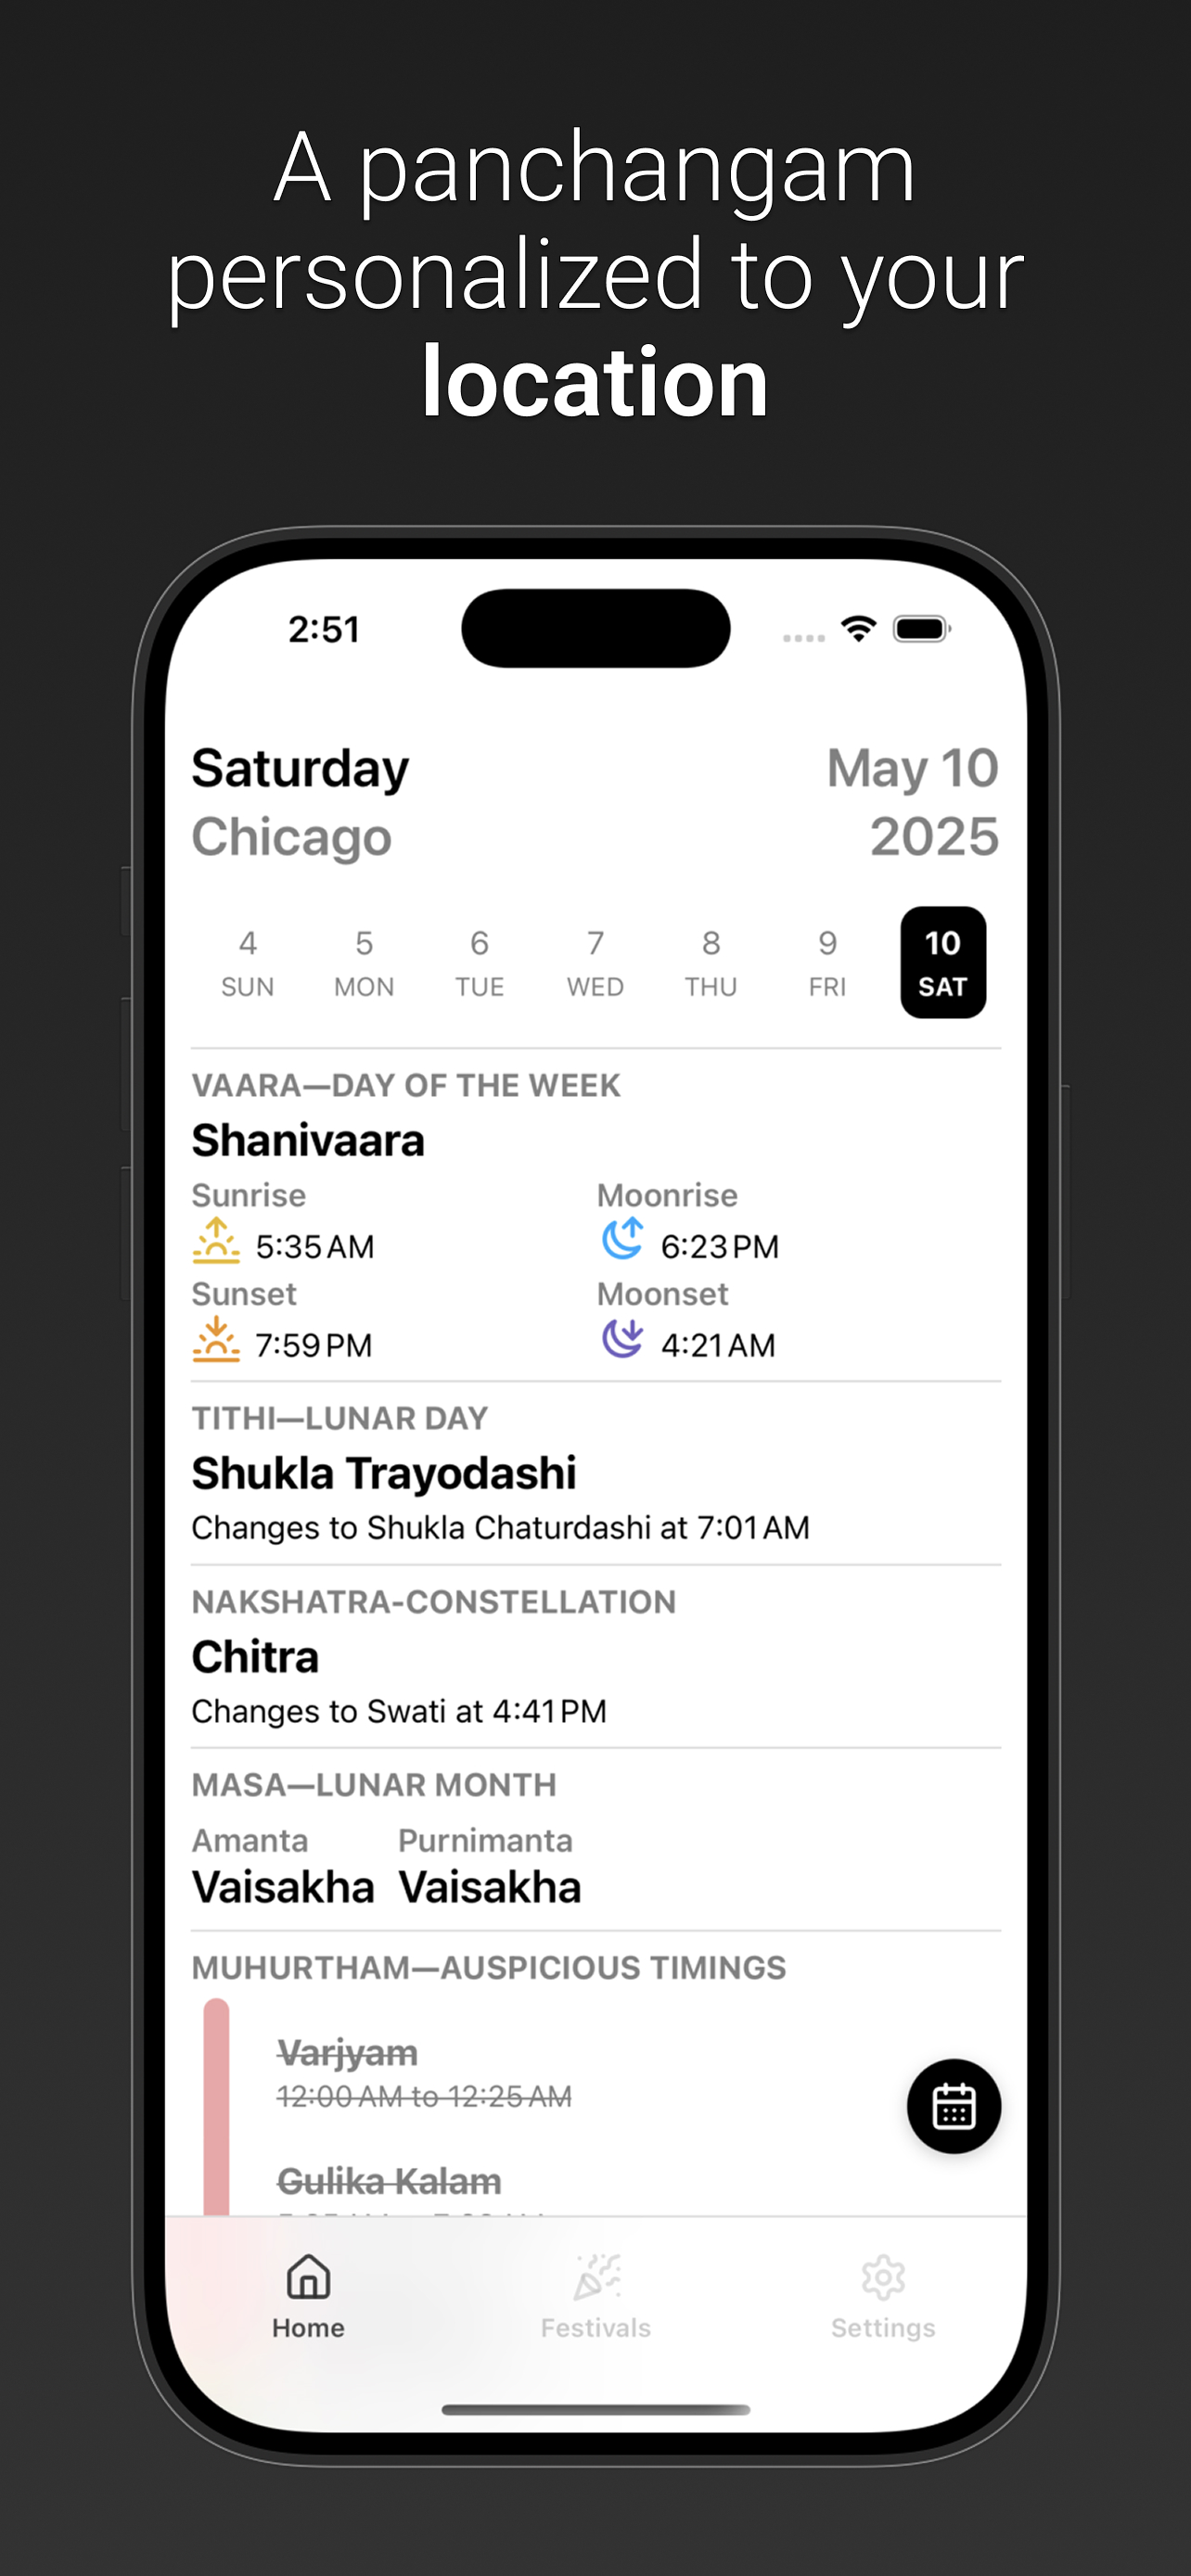 A panchangam
personalized to your
location
2:51
Saturday
May 10
Chicago
2025
4 5 6 7 8 9 10
SUN MON TUE WED THU FRI SAT
VAARA—DAY OF THE WEEK
Shanivaara
Sunrise Moonrise
5:35 AM 6:23 PM
Sunset Moonset
7:59 PM 4:21 AM
TITHI—LUNAR DAY
Shukla Trayodashi
Changes to Shukla Chaturdashi at 7:01 AM
NAKSHATRA-CONSTELLATION
Chitra
Changes to Swati at 4:41 PM
MASA—LUNAR MONTH
Amanta Purnimanta
Vaisakha Vaisakha
MUHURTHAM—AUSPICIOUS TIMINGS
Varjyam
12:00 AM to 12:25 AM
Gulika Kalam
Home Festivals Settings